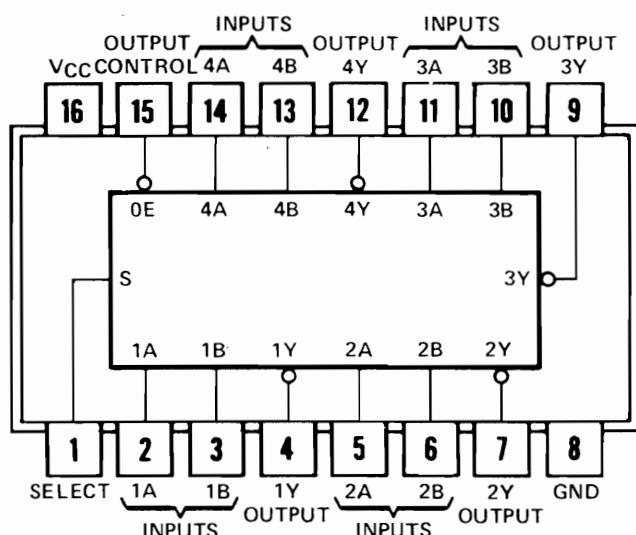 INPUTS INPUTS
OUTPUT OUTPUT OUTPUT
VCC CONTROL 4A 4B 4Y 3A 3B 3Y
16 15 14 13 12 11 10 9
0E 4A 4B 4Y 3A 3B
S 3Y
1A 1B 1Y 2A 2B 2Y
1 2 3 4 5 6 7 8
SELECT 1A 1B 1Y 2A 2B 2Y GND
INPUTS OUTPUT INPUTS OUTPUT